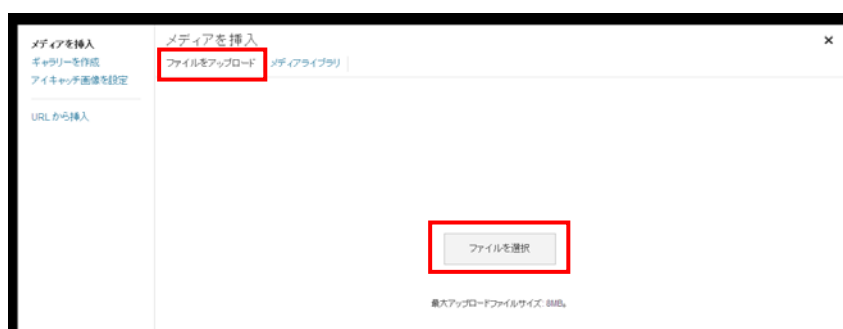 メディアを挿入
ギャラリーを作成
アイキャッチ画像を設定
URL から挿入
メディアを挿入
×
ファイルをアップロード メディアライブラリ
ファイルを選択
最大アップロードファイルサイズ: 8MB。